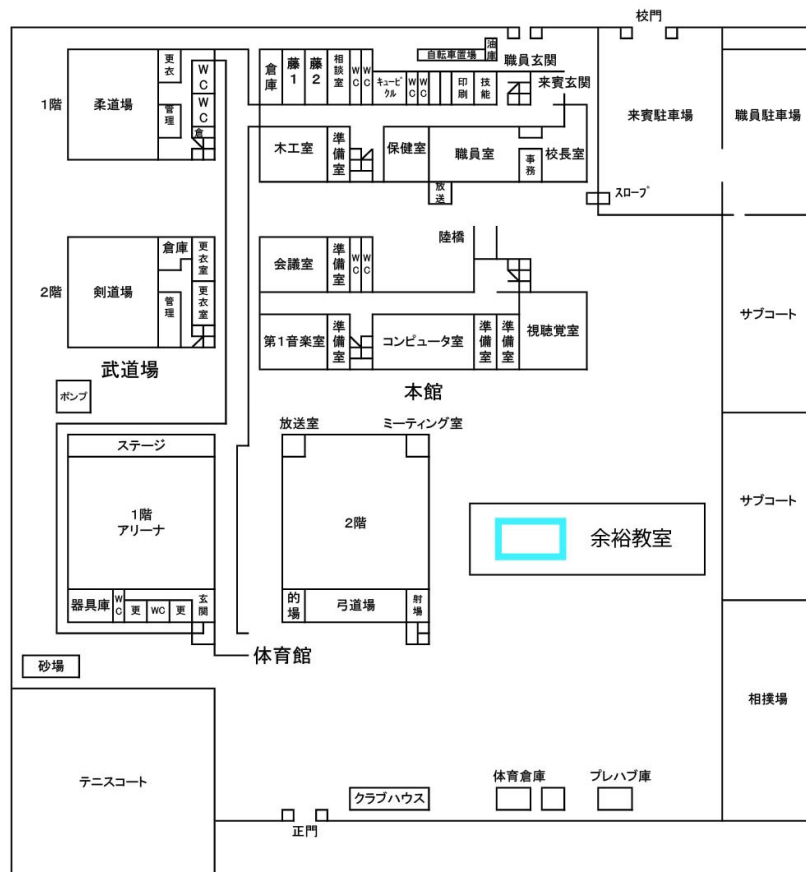 校門
油庫
自転車置場
職員玄関
来賓玄関
来賓駐車場
職員駐車場
1階
柔道場
更衣
管理
WC
WC
倉
倉庫
藤1
藤2
相談室
WC
WC
キュービクル
WC
WC
印刷
技能
木工室
準備室
保健室
職員室
事務
校長室
放送
スロープ
陸橋
2階
剣道場
倉庫
管理
更衣室
更衣室
武道場
会議室
準備室
WC
WC
第1音楽室
準備室
コンピュータ室
準備室
準備室
視聴覚室
本館
サブコート
ポンプ
放送室
ミーティング室
ステージ
1階
アリーナ
2階
サブコート
余裕教室
器具庫
WC
更
WC
更
玄関
的場
弓道場
射場
体育館
砂場
相撲場
テニスコート
クラブハウス
体育倉庫
プレハブ庫
正門